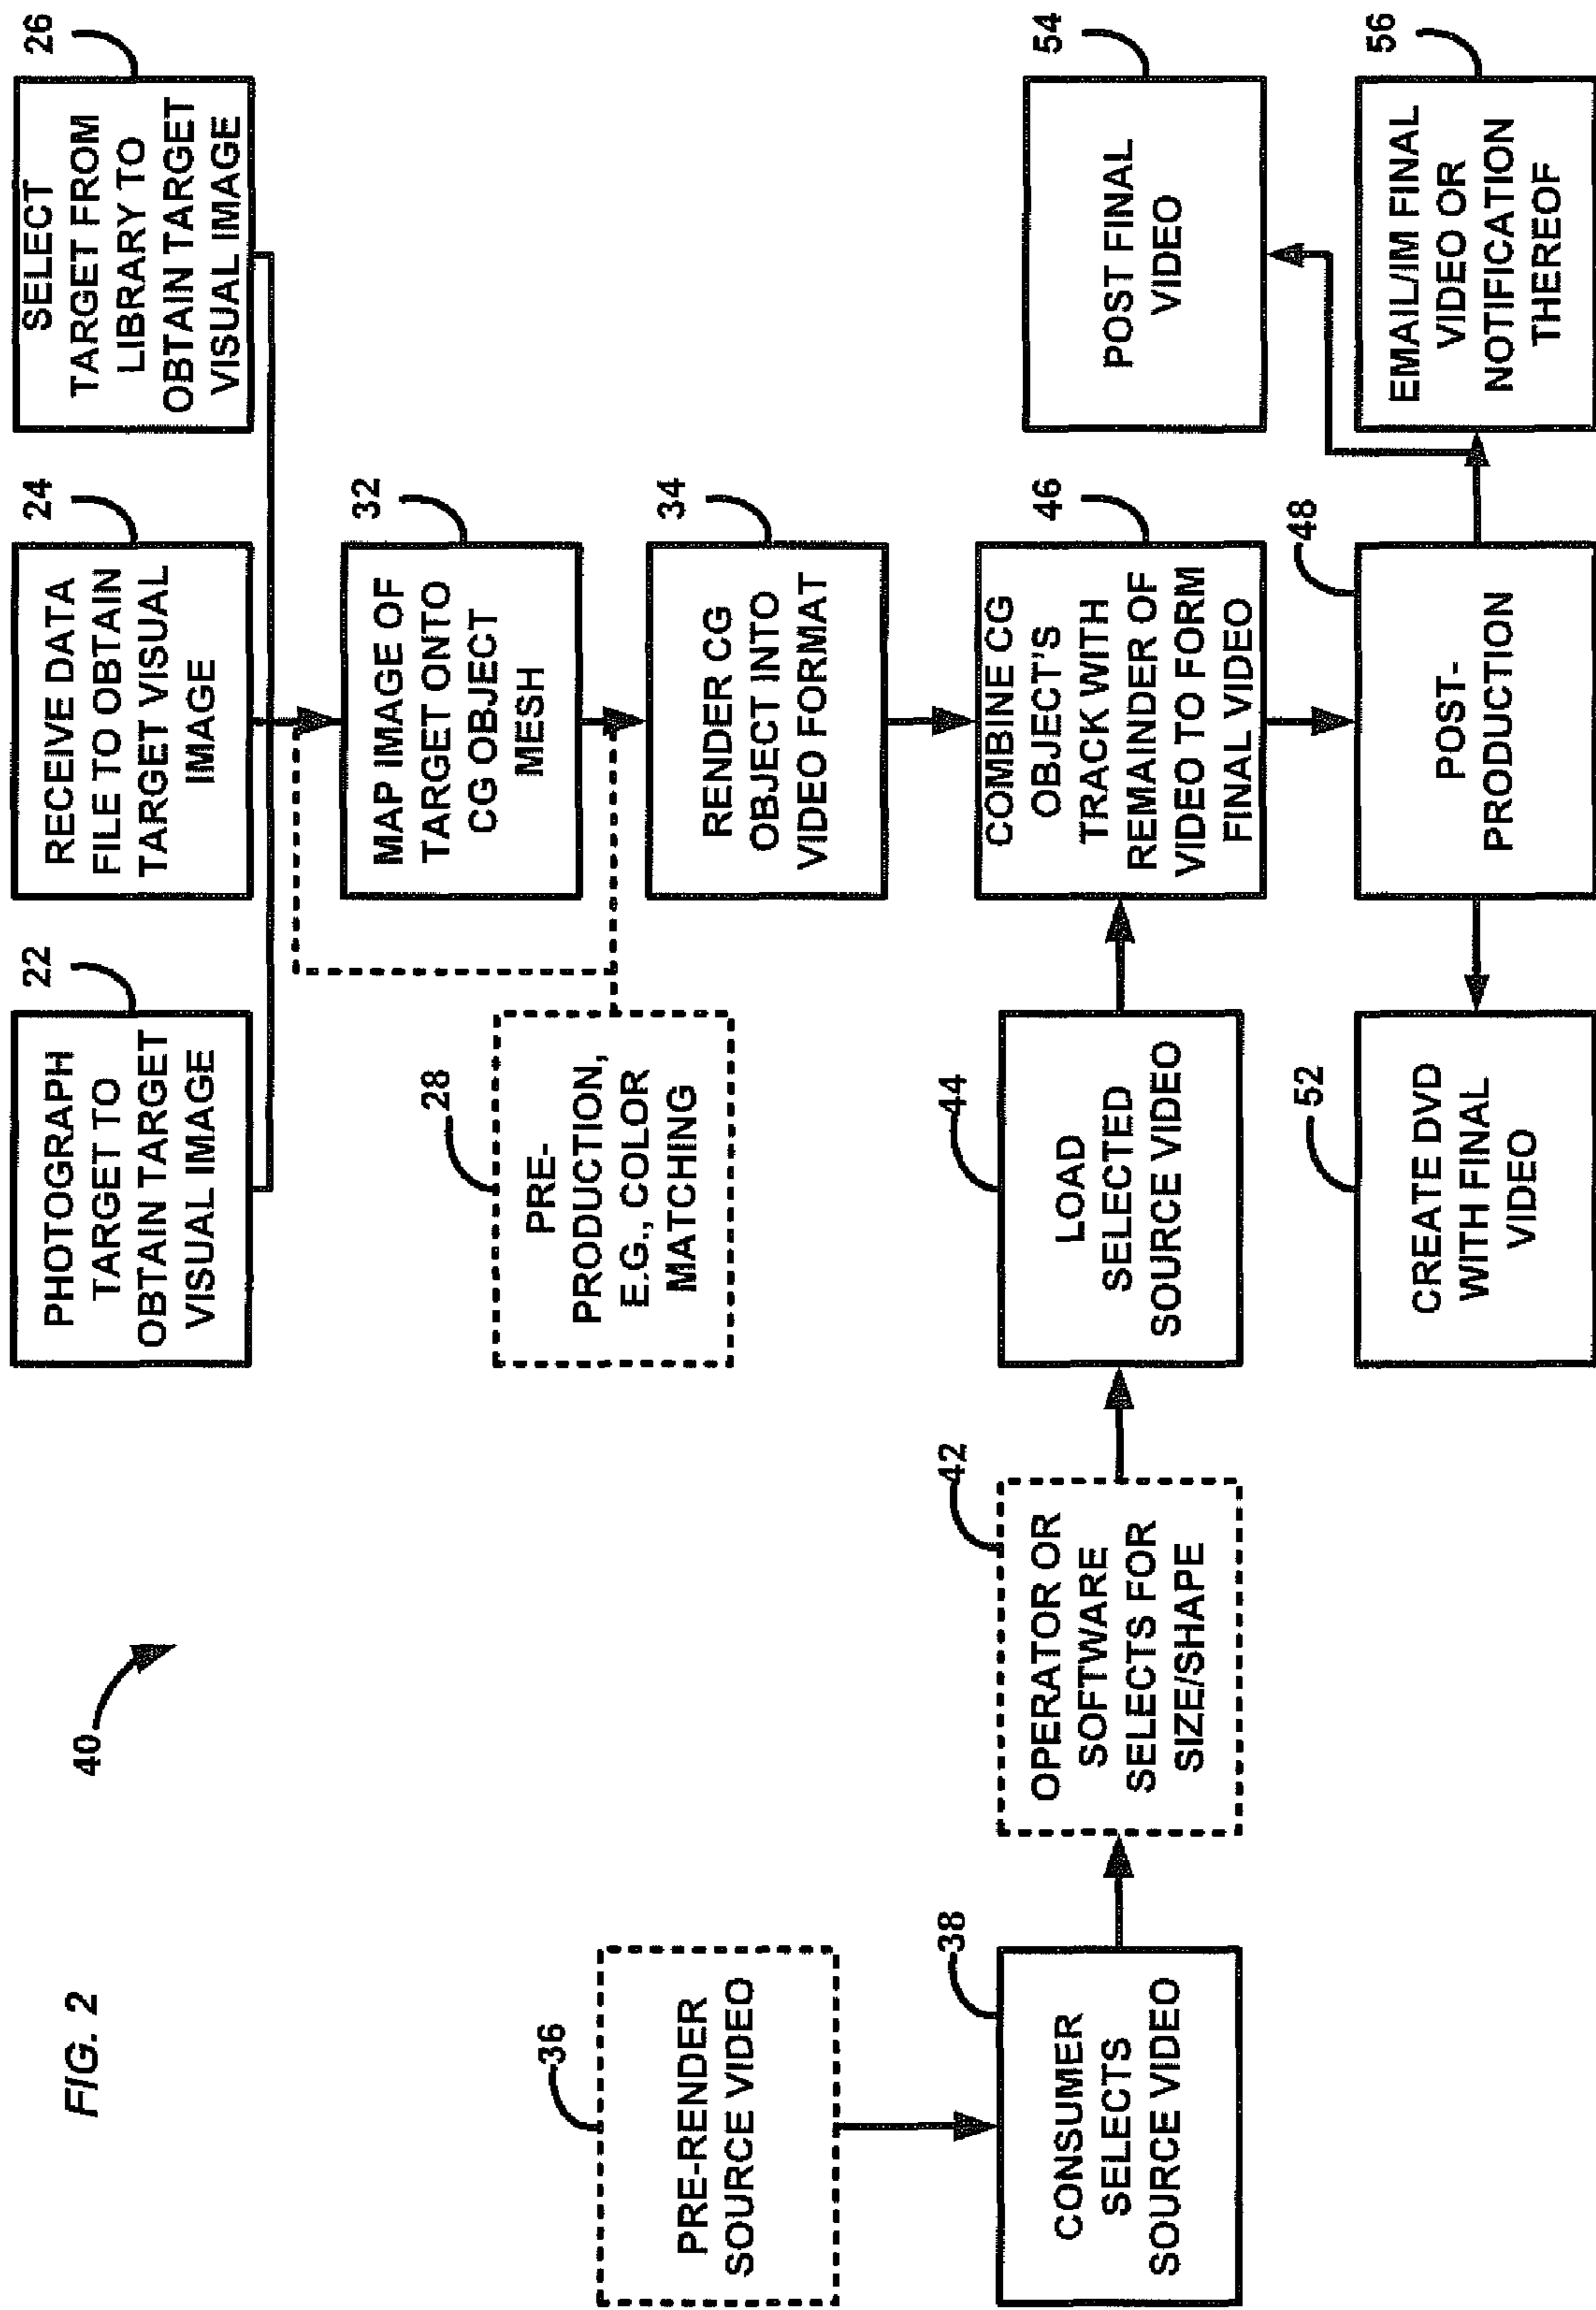 FIG. 2
40
22
PHOTOGRAPH
TARGET TO
OBTAIN TARGET
VISUAL IMAGE
24
RECEIVE DATA
FILE TO OBTAIN
TARGET VISUAL
IMAGE
26
SELECT
TARGET FROM
LIBRARY TO
OBTAIN TARGET
VISUAL IMAGE
28
PRE-
PRODUCTION,
E.G., COLOR
MATCHING
32
MAP IMAGE OF
TARGET ONTO
CG OBJECT
MESH
34
RENDER CG
OBJECT INTO
VIDEO FORMAT
36
PRE-RENDER
SOURCE VIDEO
38
CONSUMER
SELECTS
SOURCE VIDEO
42
OPERATOR OR
SOFTWARE
SELECTS FOR
SIZE/SHAPE
44
LOAD
SELECTED
SOURCE VIDEO
46
COMBINE CG
OBJECT'S
TRACK WITH
REMAINDER OF
VIDEO TO FORM
FINAL VIDEO
48
POST-
PRODUCTION
52
CREATE DVD
WITH FINAL
VIDEO
54
POST FINAL
VIDEO
56
EMAIL/IM FINAL
VIDEO OR
NOTIFICATION
THEREOF